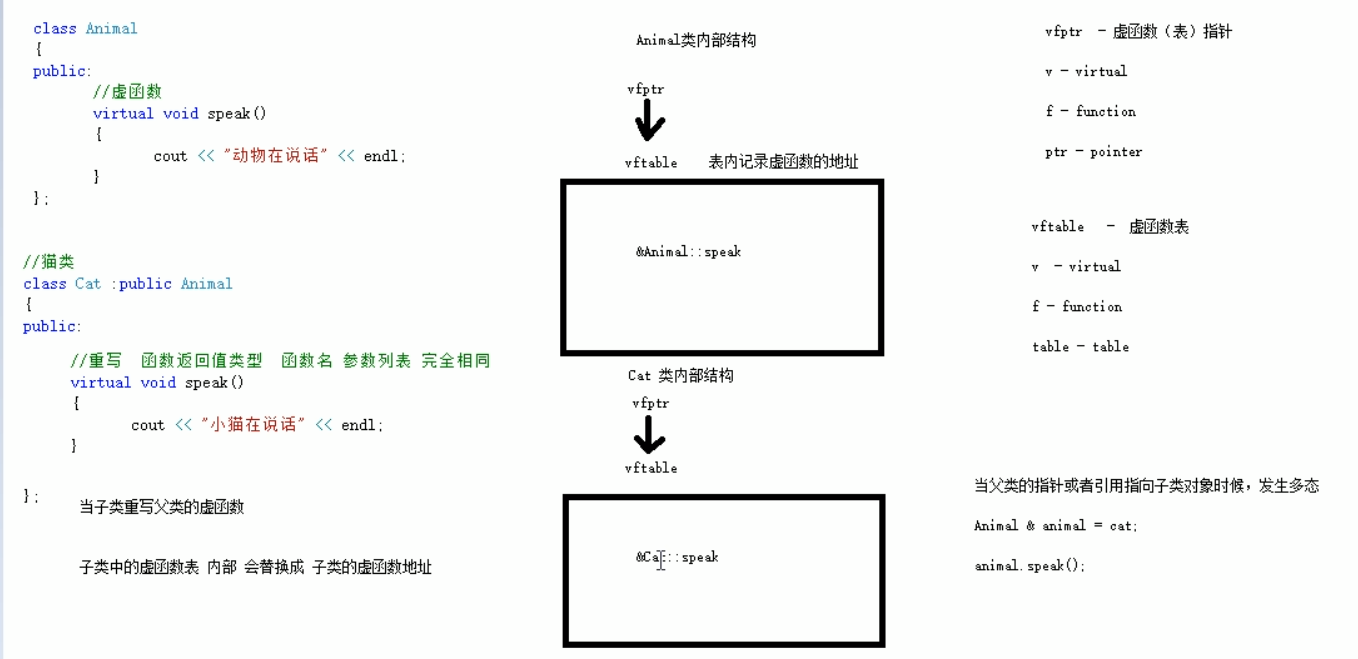 class Animal
{
public:
//虚函数
virtual void speak()
{
cout << "动物在说话" << endl;
}
};
//猫类
class Cat :public Animal
{
public:
//重写 函数返回值类型 函数名 参数列表 完全相同
virtual void speak()
{
cout << "小猫在说话" << endl;
}
};
当子类重写父类的虚函数
子类中的虚函数表 内部 会替换成 子类的虚函数地址
Animal类内部结构
vfptr
vftable 表内记录虚函数的地址
&Animal::speak
Cat 类内部结构
vfptr
vftable
&Cat::speak
vfptr - 虚函数（表）指针
v - virtual
f - function
ptr - pointer
vftable - 虚函数表
v - virtual
f - function
table - table
当父类的指针或者引用指向子类对象时候，发生多态
Animal & animal = cat;
animal.speak();